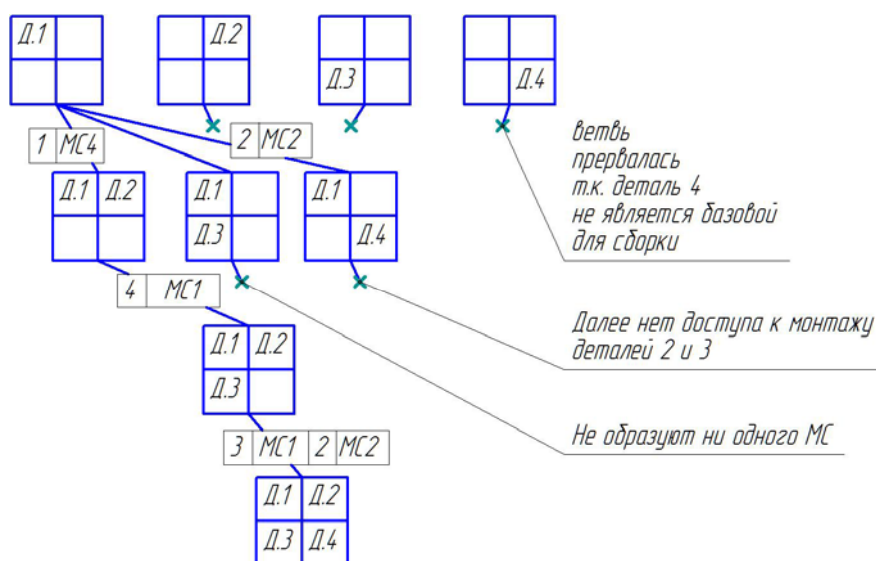 Д.1 Д.2 Д.3 Д.4
1 МС4 2 МС2
ветвь
прервалась
т.к. деталь 4
не является базовой
для сборки
Д.1 Д.2 Д.1 Д.1
Д.3 Д.4
4 МС1
Далее нет доступа к монтажу
деталей 2 и 3
Д.1 Д.2
Д.3
3 МС1 2 МС2
Не образуют ни одного МС
Д.1 Д.2
Д.3 Д.4